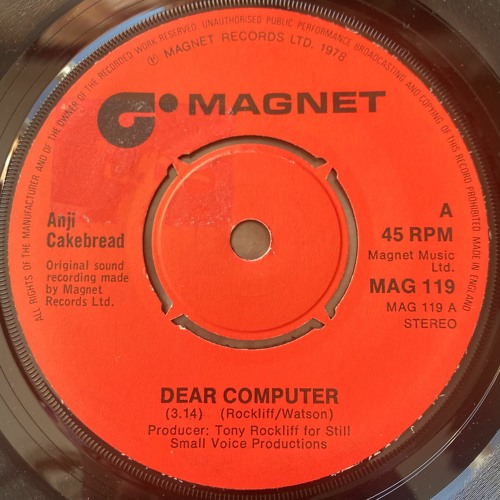 ALL RIGHTS OF THE MANUFACTURER AND OF THE OWNER OF THE RECORDED WORK RESERVED. UNAUTHORISED PUBLIC PERFORMANCE BROADCASTING AND COPYING OF THIS RECORD PROHIBITED MADE IN ENGLAND
℗ MAGNET RECORDS LTD. 1978
MAGNET
Anji
Cakebread
Original sound
recording made
by Magnet
Records Ltd.
A
45 RPM
Magnet Music
Ltd.
MAG 119
MAG 119 A
STEREO
DEAR COMPUTER
(3.14) (Rockliff/Watson)
Producer: Tony Rockliff for Still
Small Voice Productions